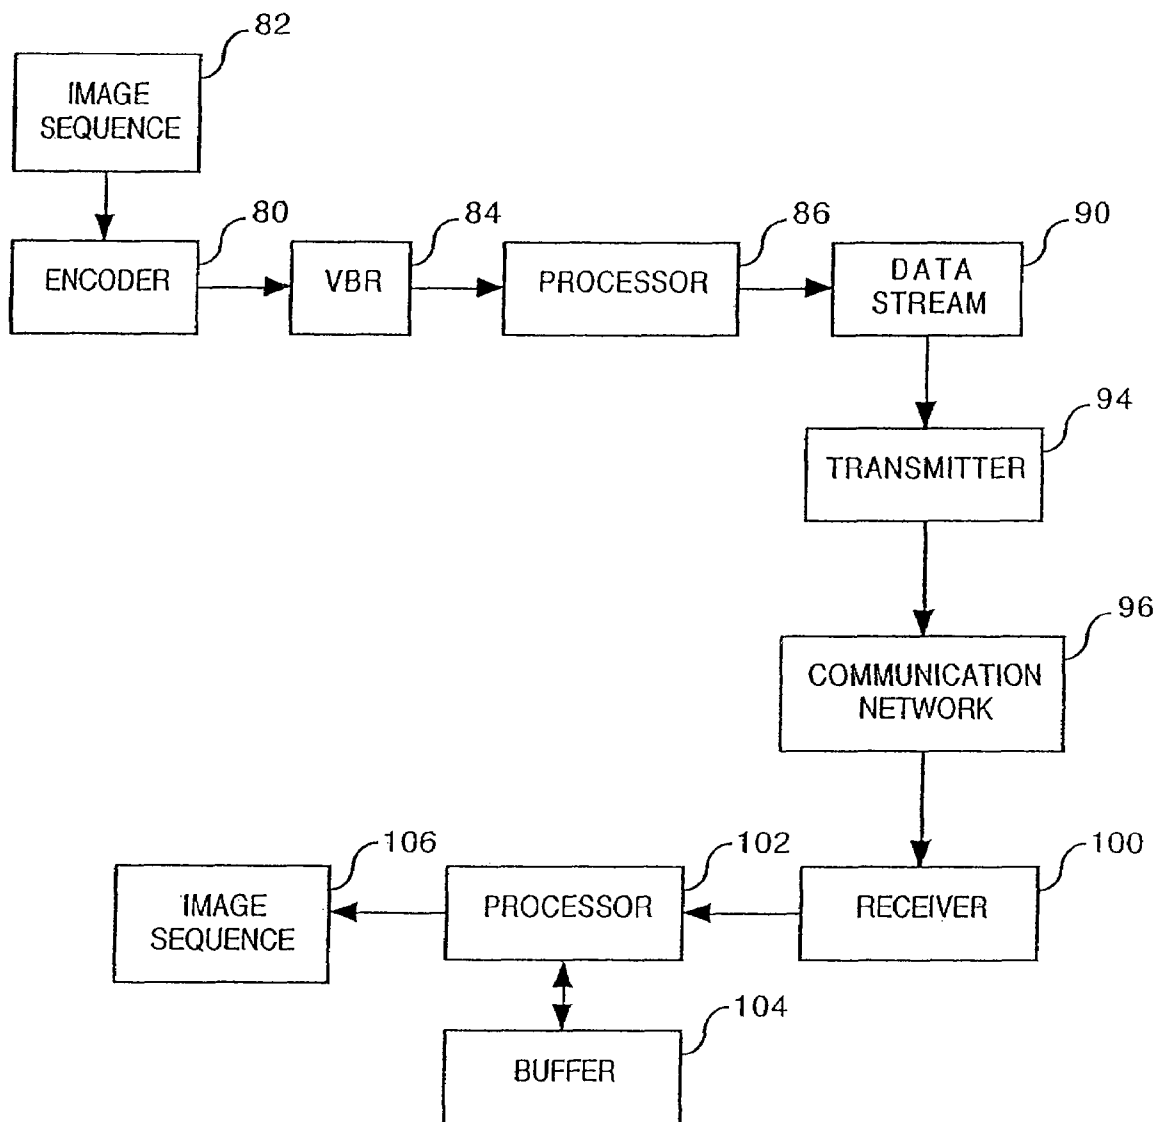 82
IMAGE
SEQUENCE
80
84
86
90
ENCODER
VBR
PROCESSOR
DATA
STREAM
94
TRANSMITTER
96
COMMUNICATION
NETWORK
106
102
100
IMAGE
SEQUENCE
PROCESSOR
RECEIVER
104
BUFFER